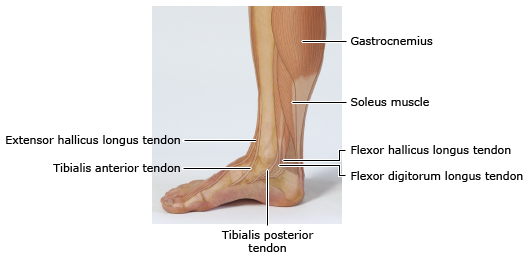 Gastrocnemius
Soleus muscle
Extensor hallicus longus tendon
Tibialis anterior tendon
Flexor hallicus longus tendon
Flexor digitorum longus tendon
Tibialis posterior
tendon